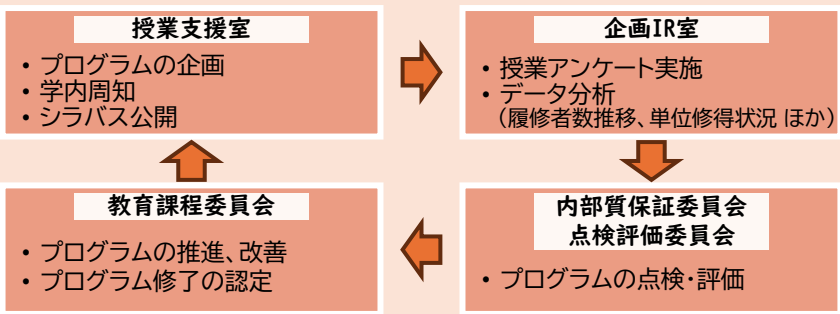 授業支援室
• プログラムの企画
• 学内周知
• シラバス公開
企画IR室
• 授業アンケート実施
• データ分析
（履修者数推移、単位修得状況 ほか）
教育課程委員会
• プログラムの推進、改善
• プログラム修了の認定
内部質保証委員会
点検評価委員会
• プログラムの点検・評価